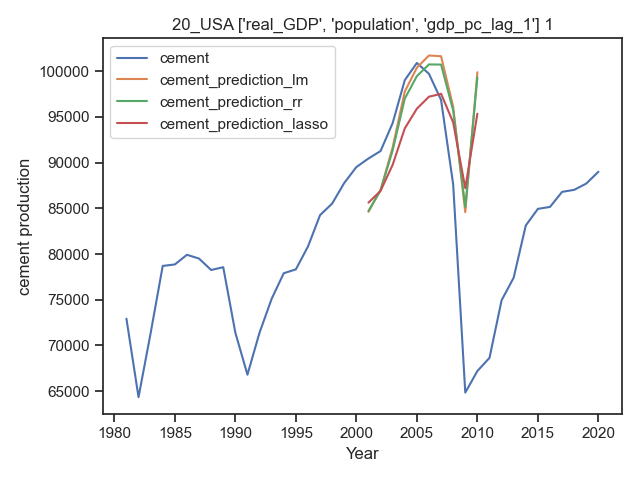 20_USA ['real_GDP', 'population', 'gdp_pc_lag_1'] 1
cement
cement_prediction_lm
cement_prediction_rr
cement_prediction_lasso
cement production
100000
95000
90000
85000
80000
75000
70000
65000
1980 1985 1990 1995 2000 2005 2010 2015 2020
Year